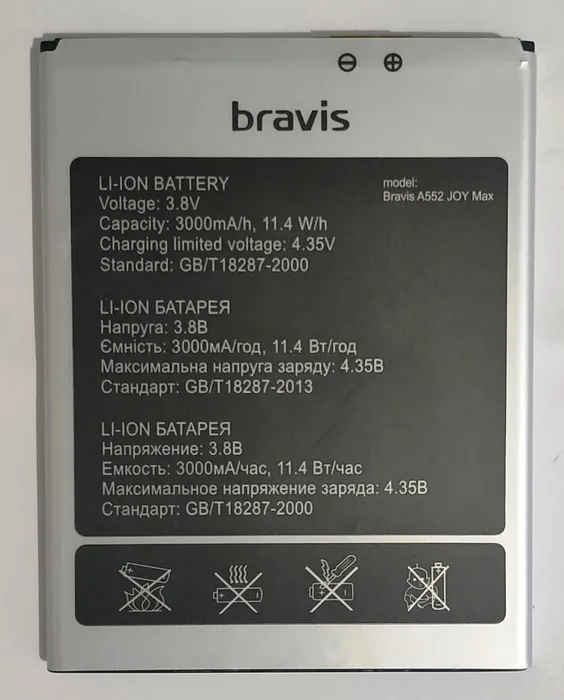 bravis
LI-ION BATTERY
Voltage: 3.8V
Capacity: 3000mA/h, 11.4 W/h
Charging limited voltage: 4.35V
Standard: GB/T18287-2000
model:
Bravis A552 JOY Max
LI-ION БАТАРЕЯ
Напруга: 3.8В
Ємність: 3000мА/год, 11.4 Вт/год
Максимальна напруга заряду: 4.35В
Стандарт: GB/T18287-2013
LI-ION БАТАРЕЯ
Напряжение: 3.8В
Емкость: 3000мА/час, 11.4 Вт/час
Максимальное напряжение заряда: 4.35В
Стандарт: GB/T18287-2000